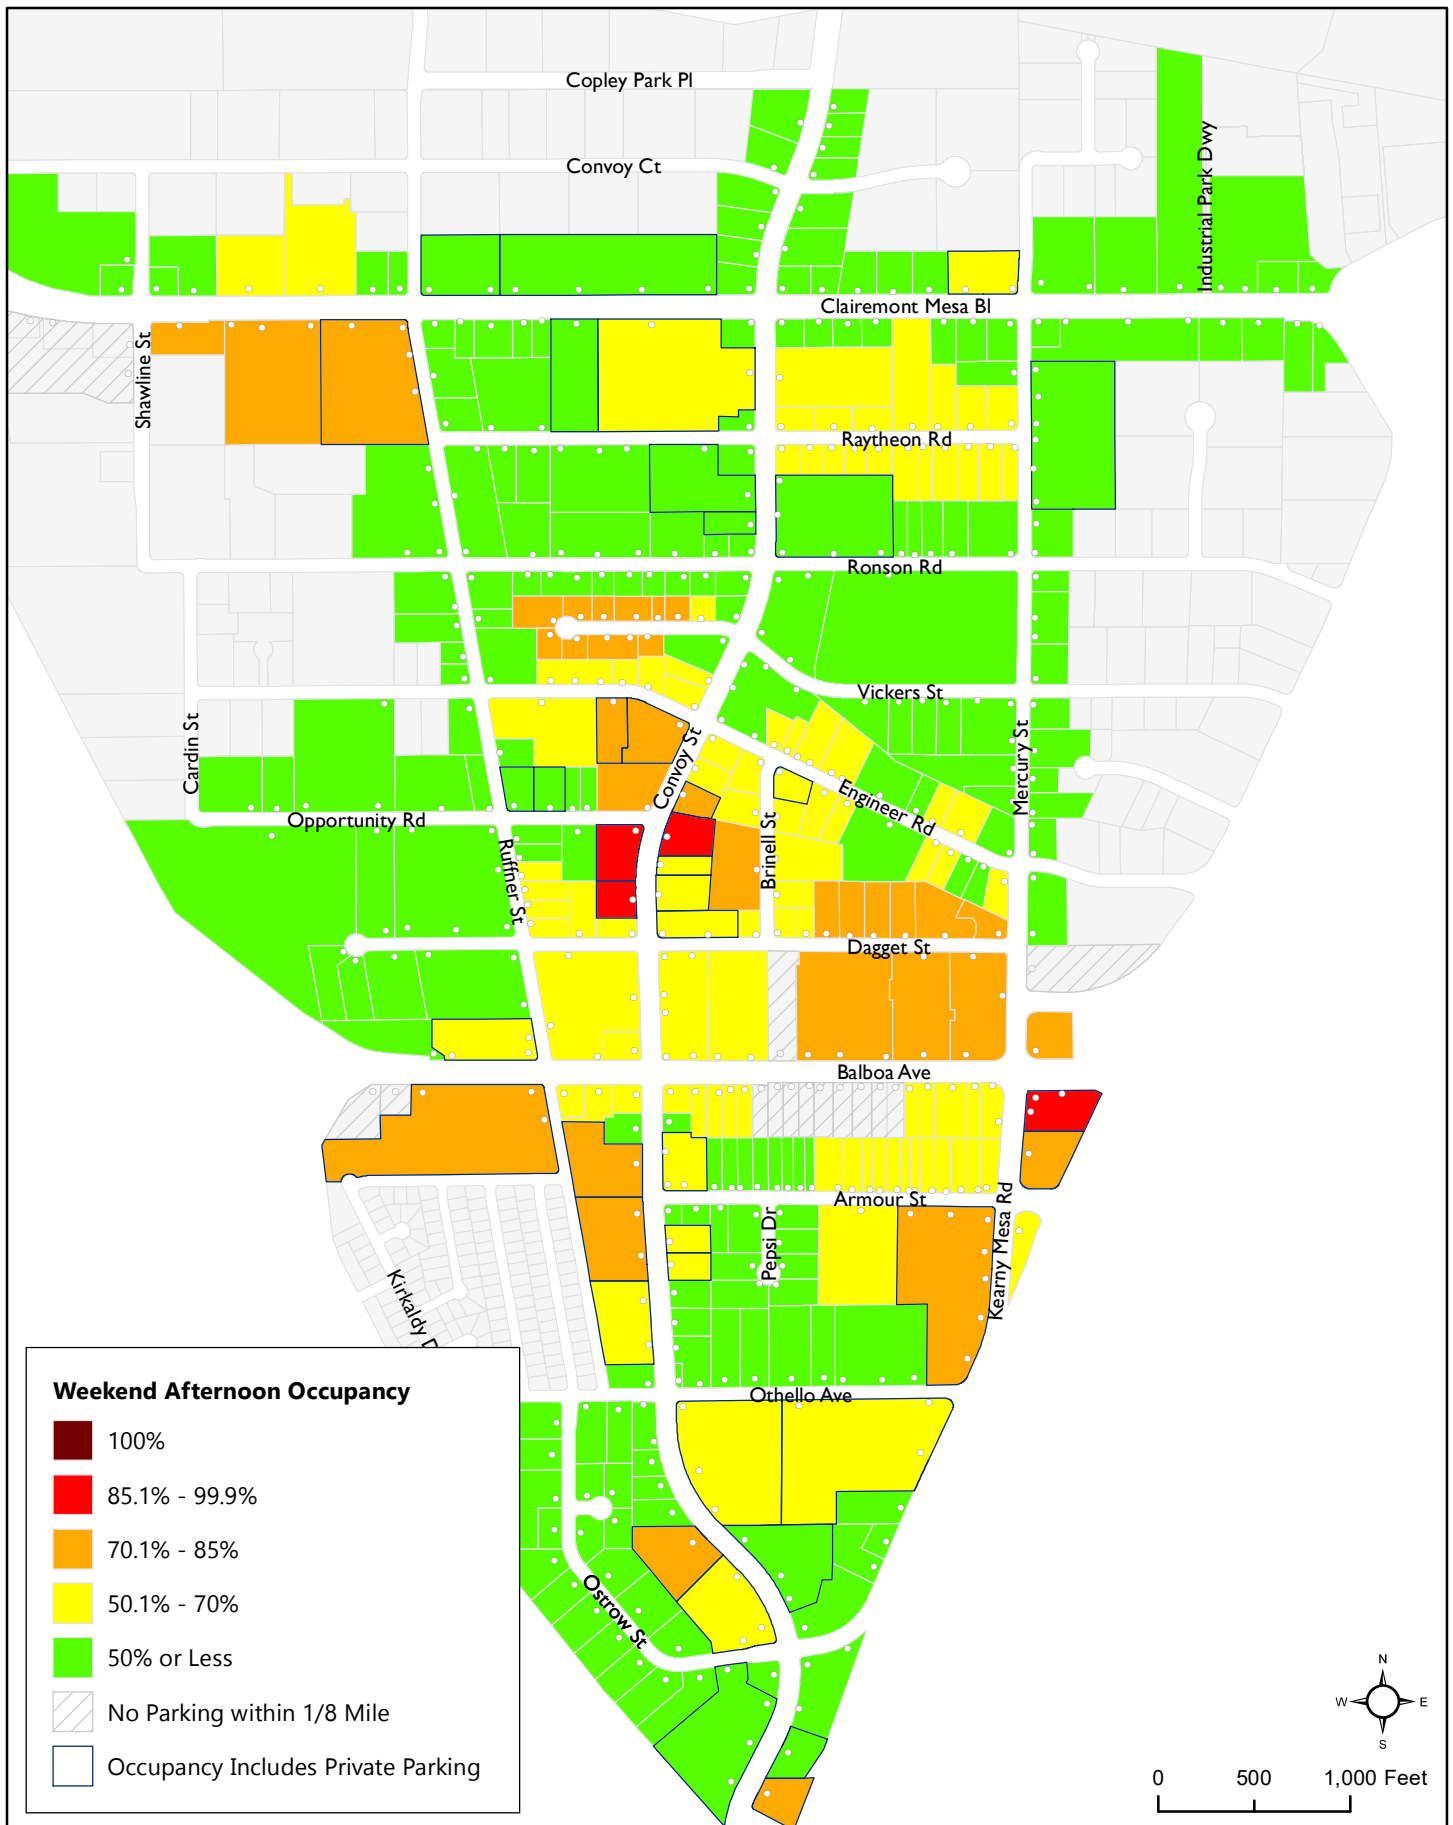 Copley Park Pl
Convoy Ct
Industrial Park Dwy
Clairemont Mesa Bl
Shawline St
Raytheon Rd
Ronson Rd
Vickers St
Cardin St
Convoy St
Mercury St
Engineer Rd
Opportunity Rd
Brinell St
Ruffner St
Dagget St
Balboa Ave
Armour St
Pepsi Dr
Kearny Mesa Rd
Kirkaldy D
Othello Ave
Ostrow St
Weekend Afternoon Occupancy
100%
85.1% - 99.9%
70.1% - 85%
50.1% - 70%
50% or Less
No Parking within 1/8 Mile
Occupancy Includes Private Parking
N
W E
S
0 500 1,000 Feet